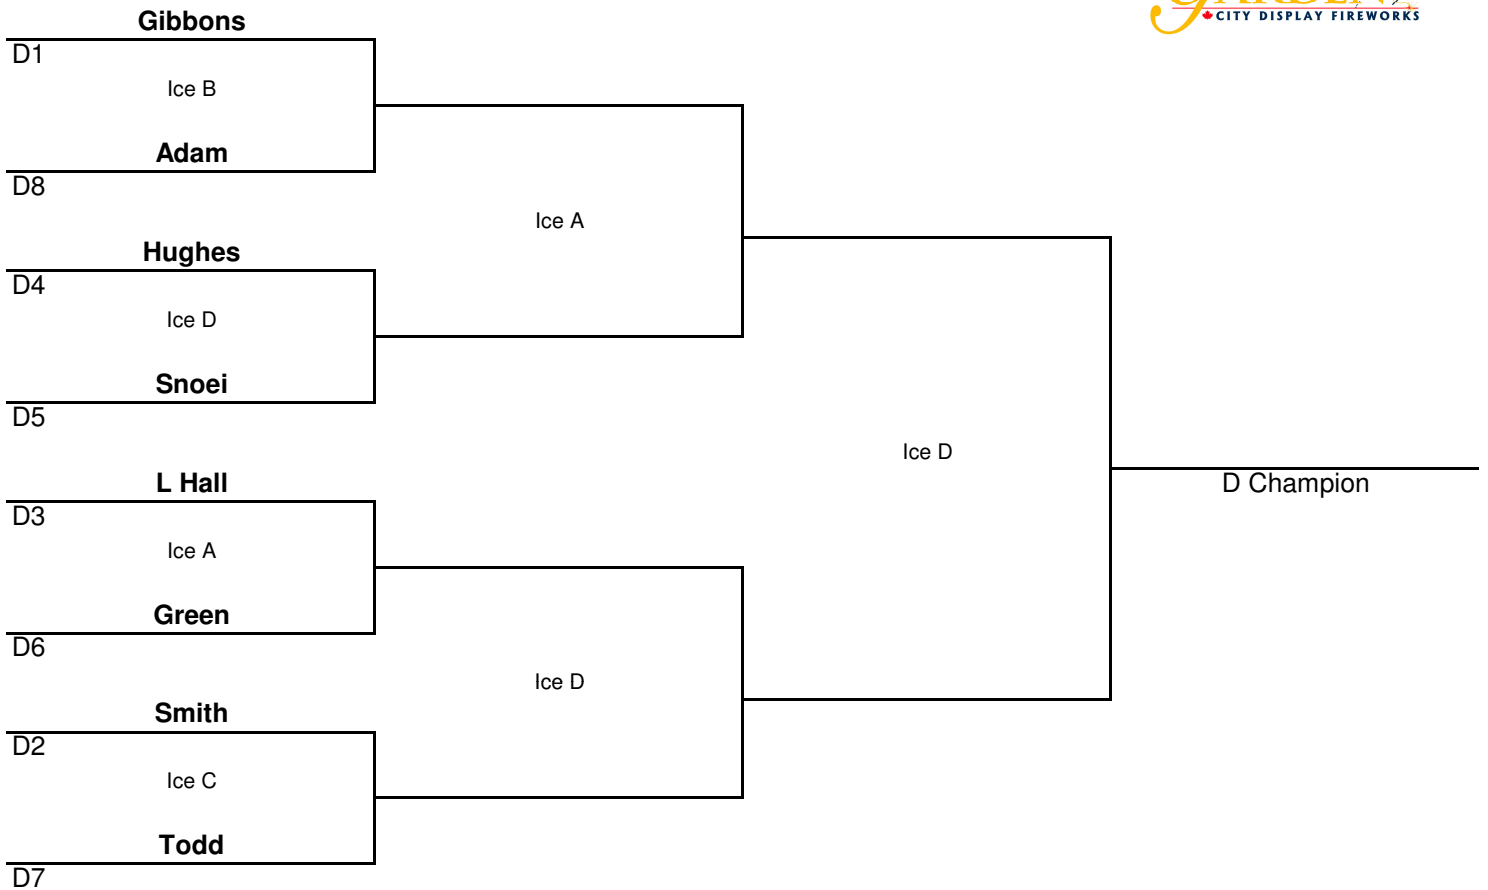 Gibbons
CITY DISPLAY FIREWORKS
D1
Ice B
Adam
D8
Ice A
Hughes
D4
Ice D
Snoei
D5
Ice D
L Hall
D Champion
D3
Ice A
Green
D6
Ice D
Smith
D2
Ice C
Todd
D7